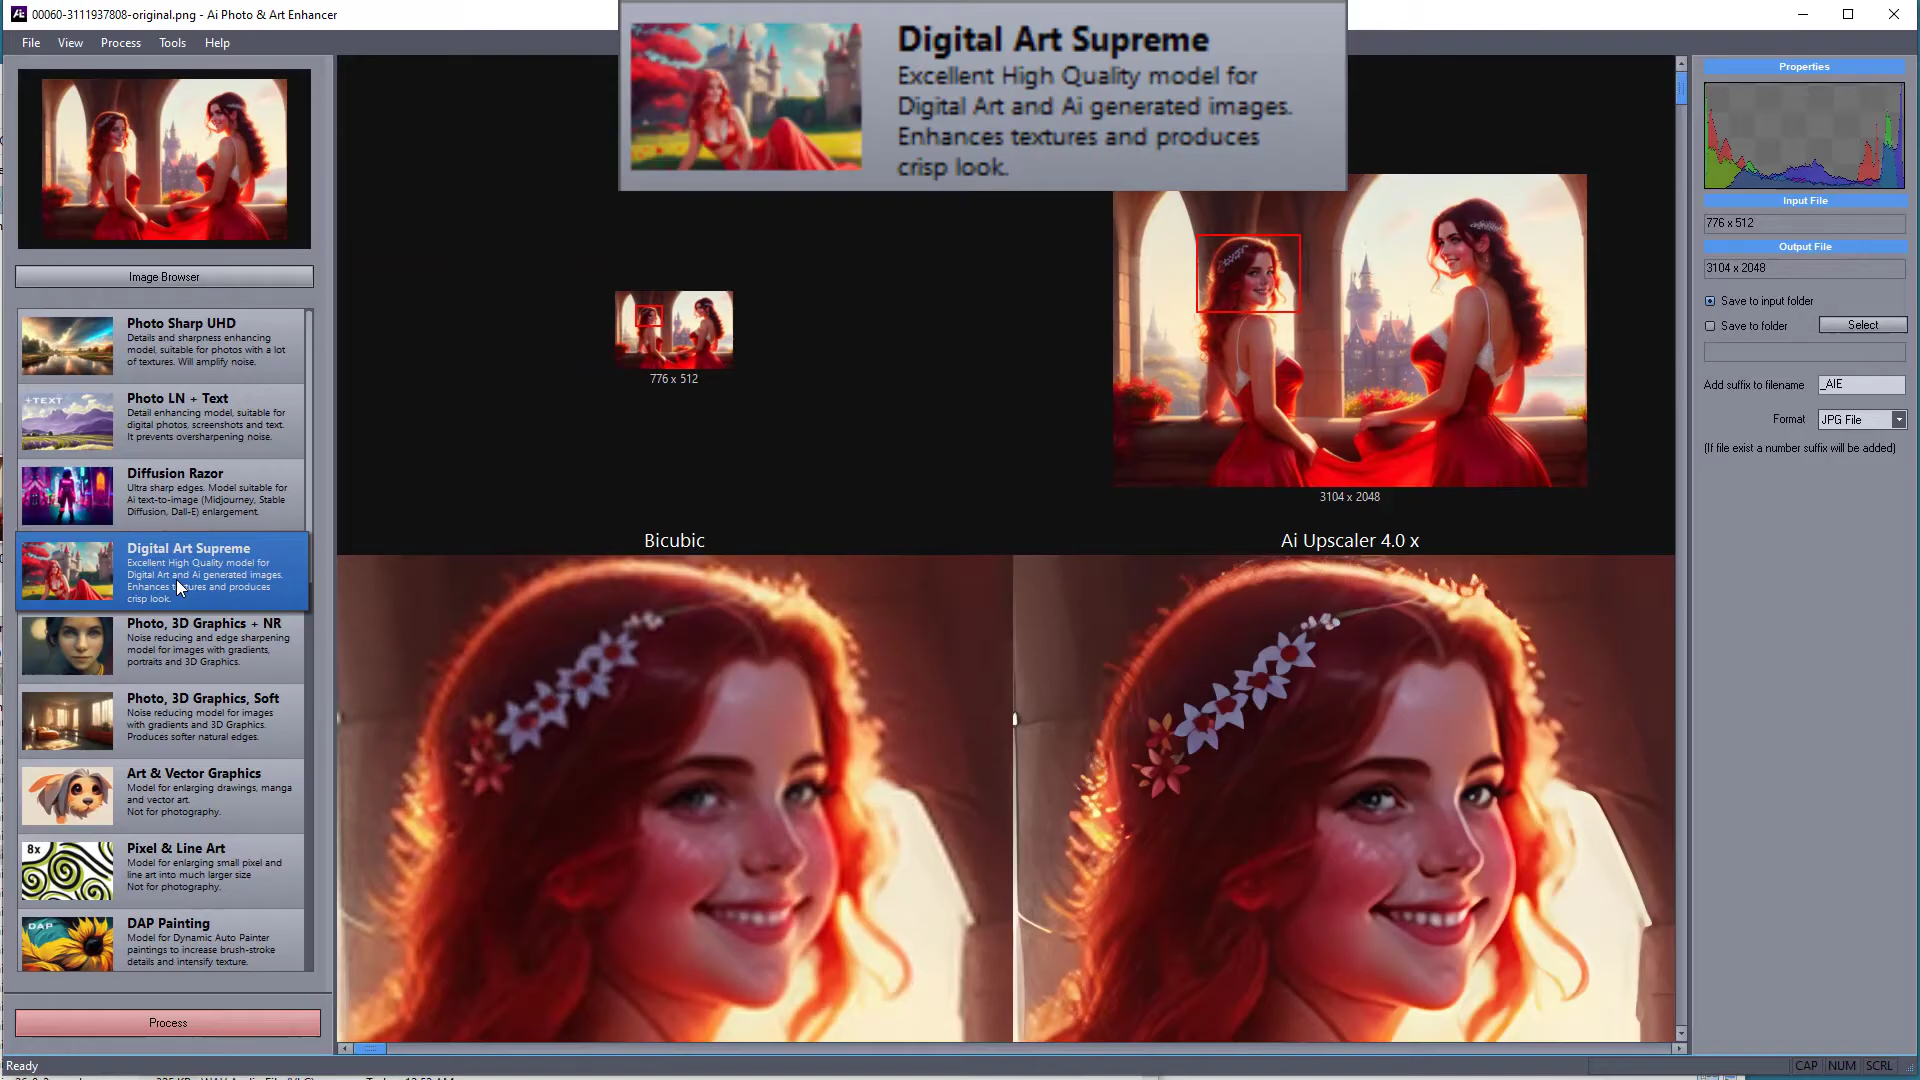 00060-3111937808-original.png - Ai Photo & Art Enhancer
File View Process Tools Help
Digital Art Supreme
Excellent High Quality model for
Digital Art and Ai generated images.
Enhances textures and produces
crisp look.
Image Browser
Photo Sharp UHD
Details and sharpness enhancing
model, suitable for photos with a lot
of textures. Will amplify noise.
+TEXT
Photo LN + Text
Detail enhancing model, suitable for
digital photos, screenshots and text.
It prevents oversharpening noise.
Diffusion Razor
Ultra sharp edges. Model suitable for
Ai text-to-image (Midjourney, Stable
Diffusion, Dall-E) enlargement.
Digital Art Supreme
Excellent High Quality model for
Digital Art and Ai generated images.
Enhances textures and produces
crisp look.
Photo, 3D Graphics + NR
Noise reducing and edge sharpening
model for images with gradients,
portraits and 3D Graphics.
Photo, 3D Graphics, Soft
Noise reducing model for images
with gradients and 3D Graphics.
Produces softer natural edges.
Art & Vector Graphics
Model for enlarging drawings, manga
and vector art.
Not for photography.
8x
Pixel & Line Art
Model for enlarging small pixel and
line art into much larger size
Not for photography.
DAP
DAP Painting
Model for Dynamic Auto Painter
paintings to increase brush-stroke
details and intensify texture.
Process
Ready
776 x 512
3104 x 2048
Bicubic
Ai Upscaler 4.0 x
Properties
Input File
776 x 512
Output File
3104 x 2048
Save to input folder
Save to folder
Select
Add suffix to filename
_AIE
Format
JPG File
(If file exist a number suffix will be added)
CAP NUM SCRL